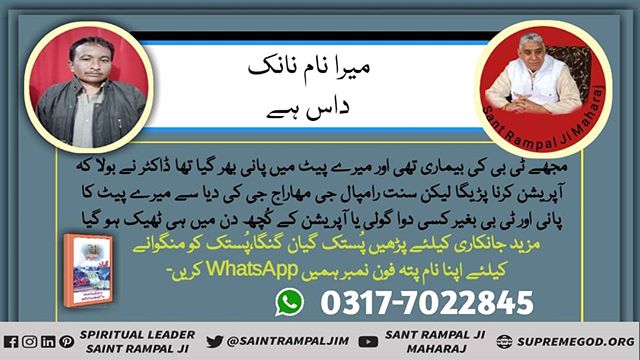 میرا نام نانک
داس ہے
Sant Rampal Ji Maharaj
مجھے ٹی بی کی بیماری تھی اور میرے پیٹ میں پانی بھر گیا تھا ڈاکٹر نے بولا کہ
آپریشن کرنا پڑیگا لیکن سنت رامپال جی مھاراج جی کی دیا سے میرے پیٹ کا
پانی اور ٹی بی بغیر کسی دوا گولی یا آپریشن کے کُچھ دن میں ہی ٹھیک ہو گیا
مزید جانکاری کیلئے پڑھیں پُستک گیان گنگا،پُستک کو منگوانے
کیلئے اپنا نام پتہ فون نمبر ہمیں WhatsApp کریں-
0317-7022845
SPIRITUAL LEADER
SAINT RAMPAL JI
@SAINTRAMPALJIM
SANT RAMPAL JI
MAHARAJ
SUPREMEGOD.ORG